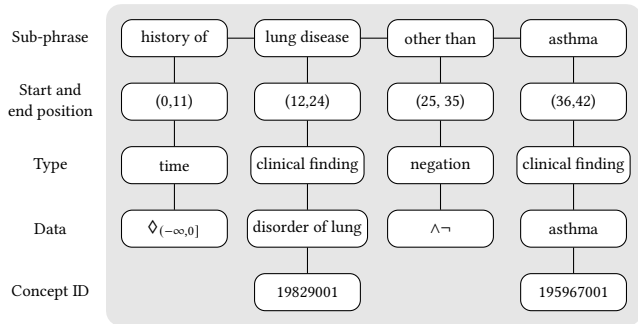 Sub-phrase history of lung disease other than asthma
Start and
end position (0,11) (12,24) (25, 35) (36,42)
Type time clinical finding negation clinical finding
Data ◊(−∞,0] disorder of lung ∧¬ asthma
Concept ID 19829001 195967001